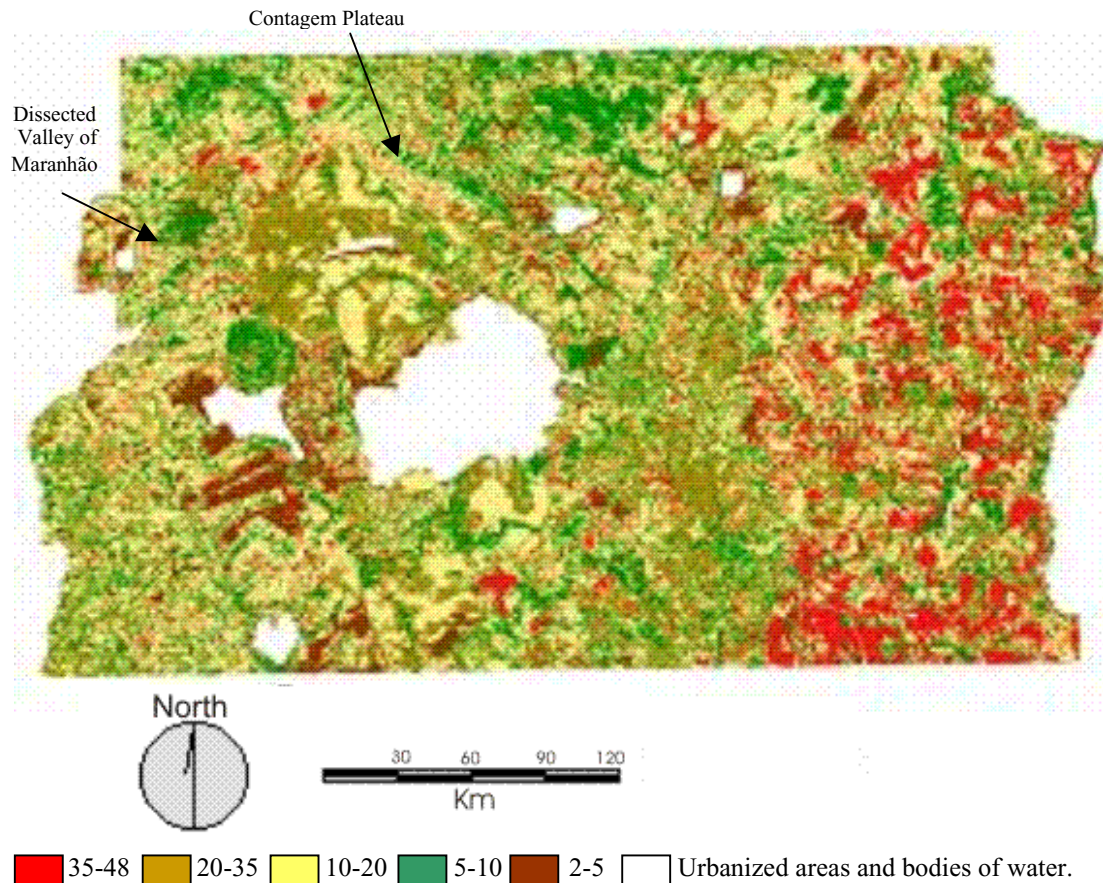 Contagem Plateau
Dissected
Valley of
Maranhão
North
30 60 90 120
Km
35-48 20-35 10-20 5-10 2-5 Urbanized areas and bodies of water.